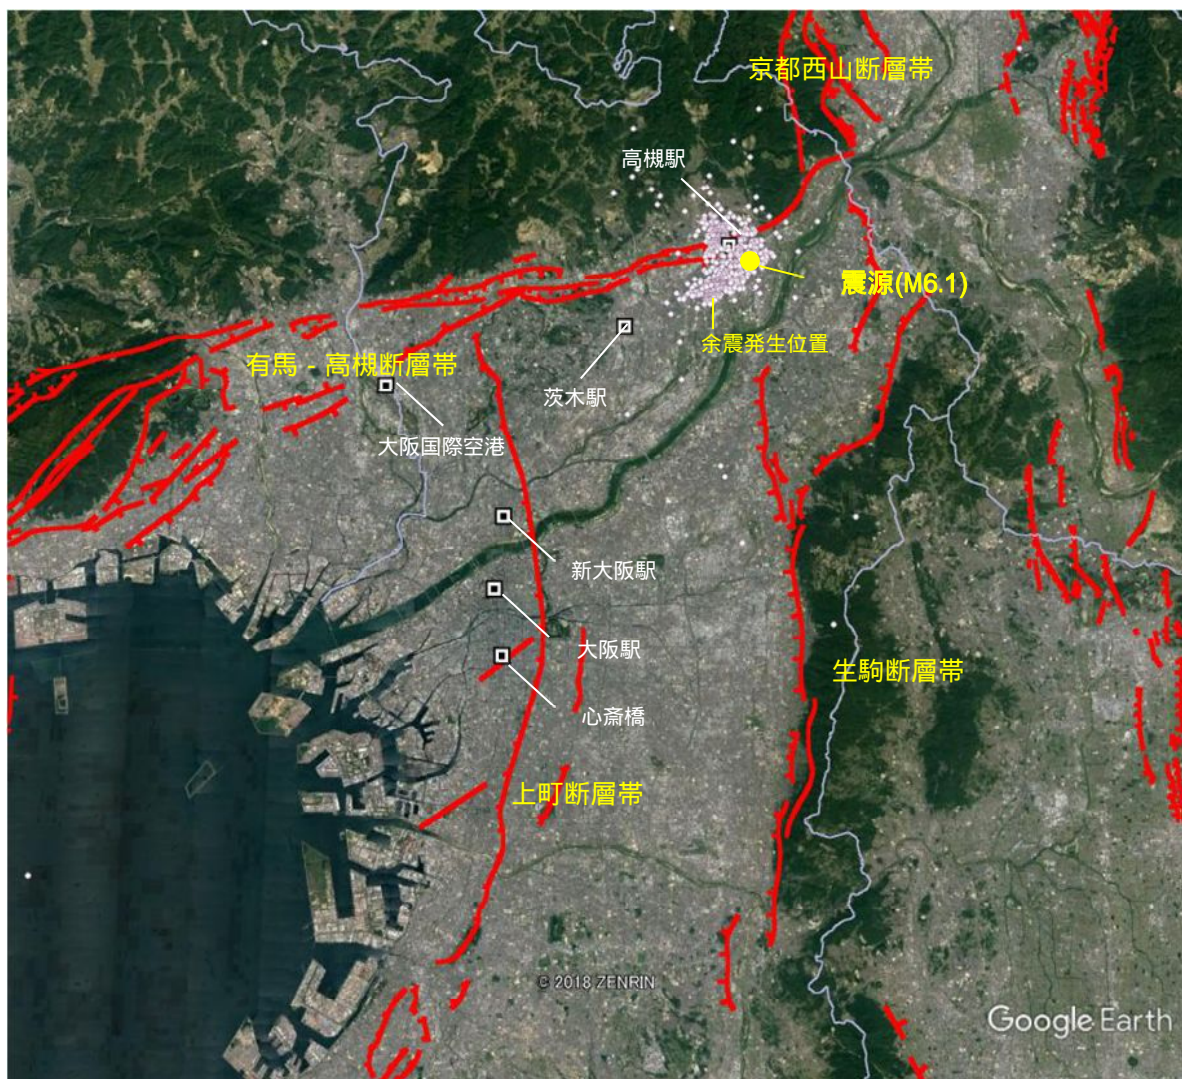 京都西山断層帯
高槻駅
震源(M6.1)
余震発生位置
有馬 - 高槻断層帯
茨木駅
大阪国際空港
新大阪駅
大阪駅
生駒断層帯
心斎橋
上町断層帯
© 2018 ZENRIN
Google Earth